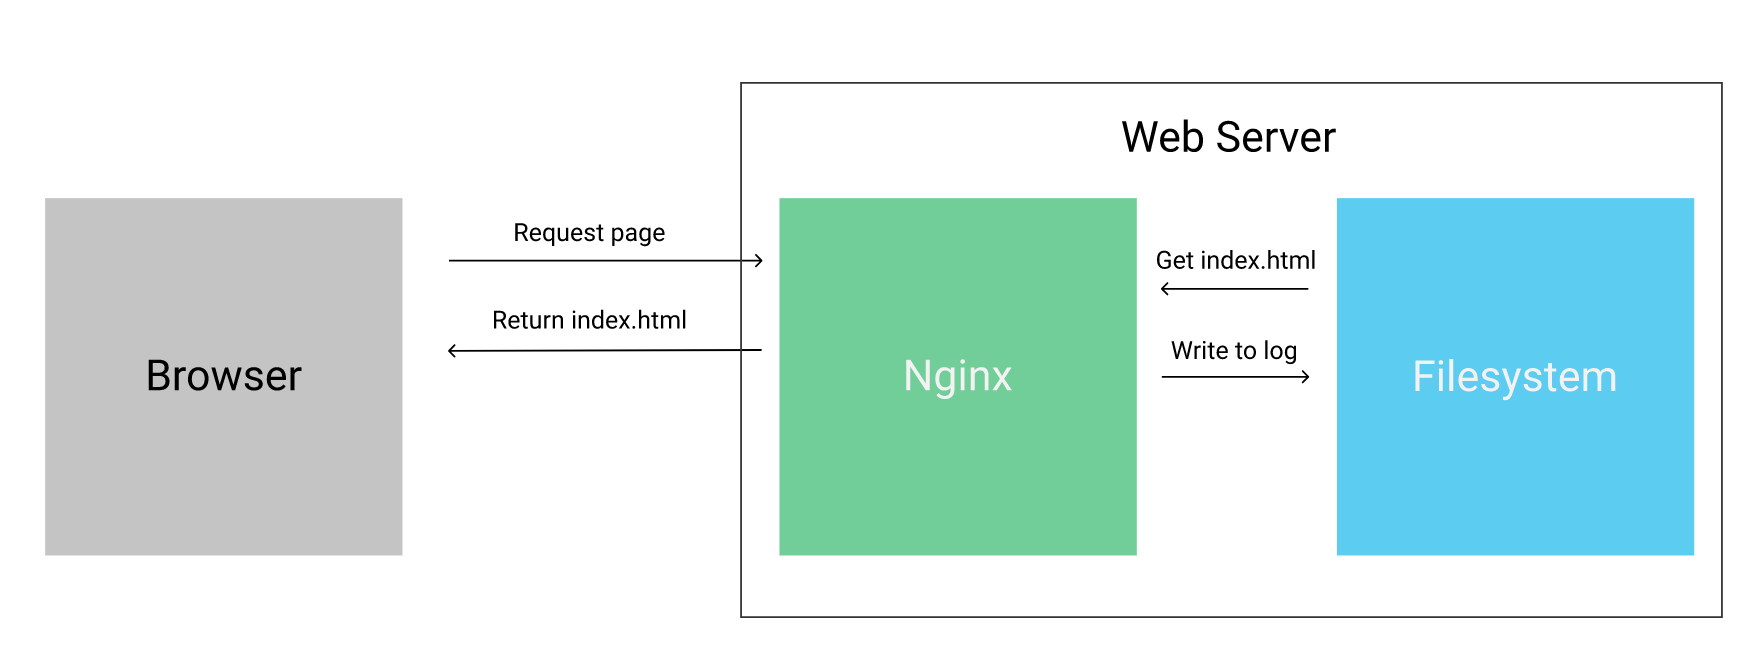 Web Server
Request page
Get index.html
Return index.html
Write to log
Browser
Nginx
Filesystem